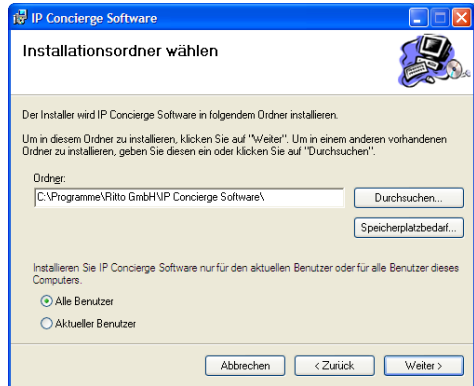 IP Concierge Software
Installationsordner wählen
Der Installer wird IP Concierge Software in folgendem Ordner installieren.
Um in diesem Ordner zu installieren, klicken Sie auf "Weiter". Um in einem anderen vorhandenen
Ordner zu installieren, geben Sie diesen ein oder klicken Sie auf "Durchsuchen".
Ordner:
C:\Programme\Ritto GmbH\IP Concierge Software\
Durchsuchen...
Speicherplatzbedarf...
Installieren Sie IP Concierge Software nur für den aktuellen Benutzer oder für alle Benutzer dieses
Computers.
Alle Benutzer
Aktueller Benutzer
Abbrechen < Zurück Weiter >